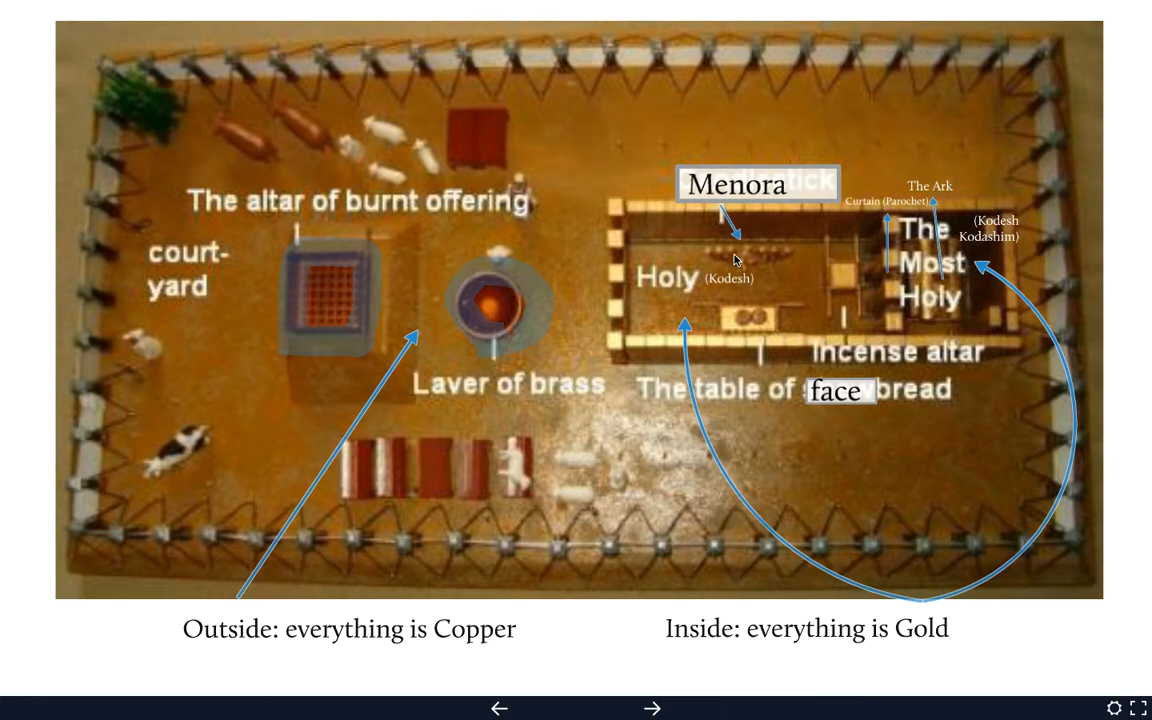 Menora
The altar of burnt offering
The Ark
Curtain (Parochet)
court-
yard
Holy (Kodesh)
The
Most
Holy
(Kodesh
Kodashim)
Incense altar
Laver of brass
The table of face bread
Outside: everything is Copper
Inside: everything is Gold